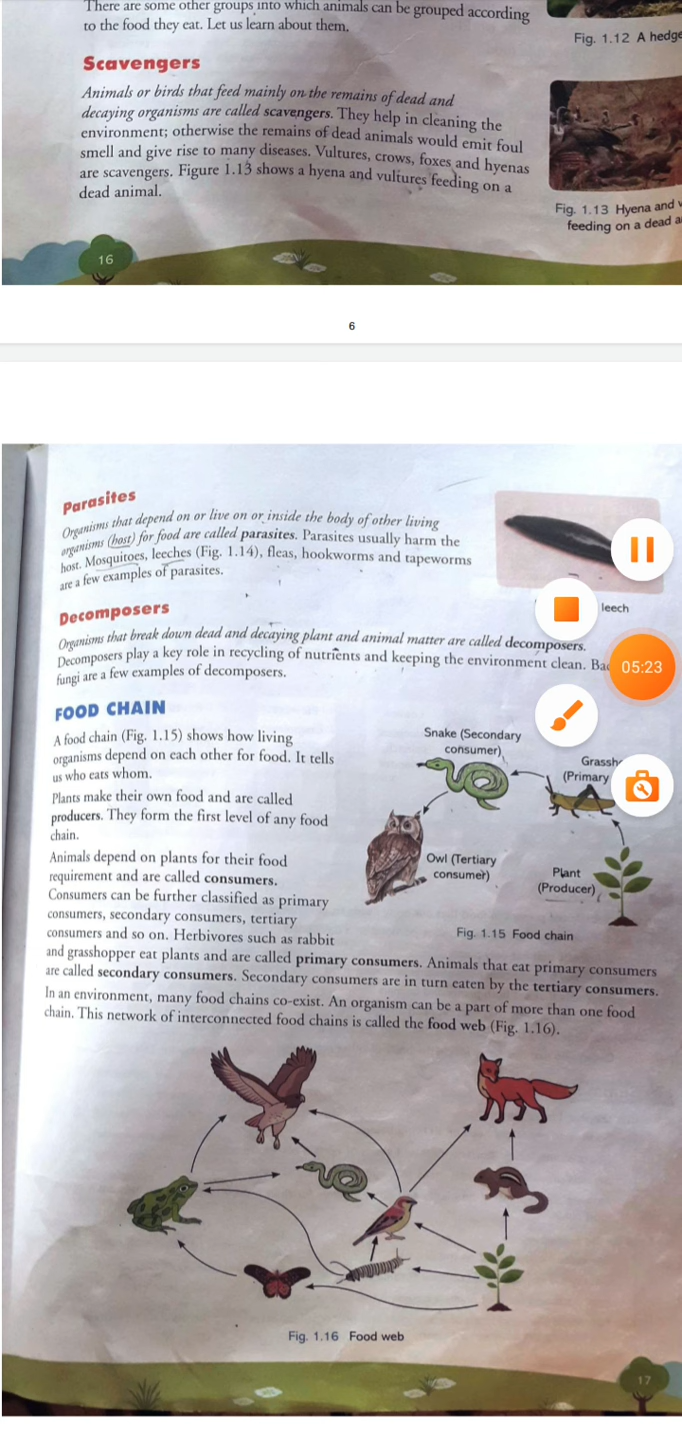 There are some other groups into which animals can be grouped according
to the food they eat. Let us learn about them.
Fig. 1.12 A hedge
Scavengers
Animals or birds that feed mainly on the remains of dead and
decaying organisms are called scavengers. They help in cleaning the
environment; otherwise the remains of dead animals would emit foul
smell and give rise to many diseases. Vultures, crows, foxes and hyenas
are scavengers. Figure 1.13 shows a hyena and vultures feeding on a
dead animal.
Fig. 1.13 Hyena and v
feeding on a dead a
16
6
Parasites
Organisms that depend on or live on or inside the body of other living
organisms (host) for food are called parasites. Parasites usually harm the
host. Mosquitoes, leeches (Fig. 1.14), fleas, hookworms and tapeworms
are a few examples of parasites.
leech
Decomposers
Organisms that break down dead and decaying plant and animal matter are called decomposers.
Decomposers play a key role in recycling of nutrients and keeping the environment clean. Bac
fungi are a few examples of decomposers.
05:23
FOOD CHAIN
A food chain (Fig. 1.15) shows how living
organisms depend on each other for food. It tells
us who eats whom.
Plants make their own food and are called
producers. They form the first level of any food
chain.
Animals depend on plants for their food
requirement and are called consumers.
Consumers can be further classified as primary
consumers, secondary consumers, tertiary
consumers and so on. Herbivores such as rabbit
and grasshopper eat plants and are called primary consumers. Animals that eat primary consumers
are called secondary consumers. Secondary consumers are in turn eaten by the tertiary consumers.
Snake (Secondary
consumer)
Grassh
(Primary
Owl (Tertiary
consumer)
Plant
(Producer)
Fig. 1.15 Food chain
In an environment, many food chains co-exist. An organism can be a part of more than one food
chain. This network of interconnected food chains is called the food web (Fig. 1.16).
Fig. 1.16 Food web
17